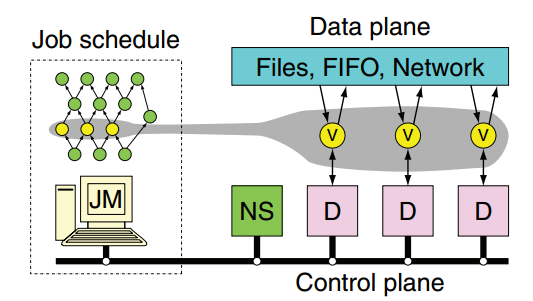 Data plane
Job schedule
Files, FIFO, Network
V V V
JM
NS D D D
Control plane